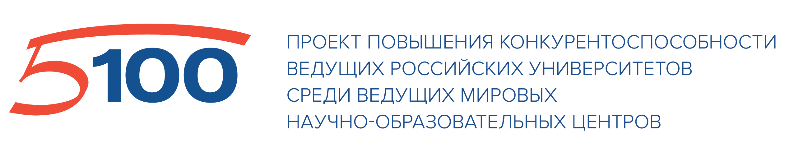 5100
ПРОЕКТ ПОВЫШЕНИЯ КОНКУРЕНТОСПОСОБНОСТИ
ВЕДУЩИХ РОССИЙСКИХ УНИВЕРСИТЕТОВ
СРЕДИ ВЕДУЩИХ МИРОВЫХ
НАУЧНО-ОБРАЗОВАТЕЛЬНЫХ ЦЕНТРОВ